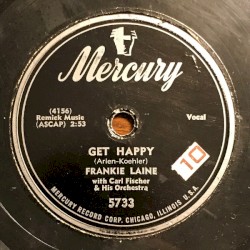 Mercury
(4156)
Remick Music
(ASCAP) 2:53
Vocal
GET HAPPY
(Arlen-Koehler)
FRANKIE LAINE
with Carl Fischer
& His Orchestra
5733
10
MERCURY RECORD CORP. CHICAGO, ILLINOIS U.S.A.